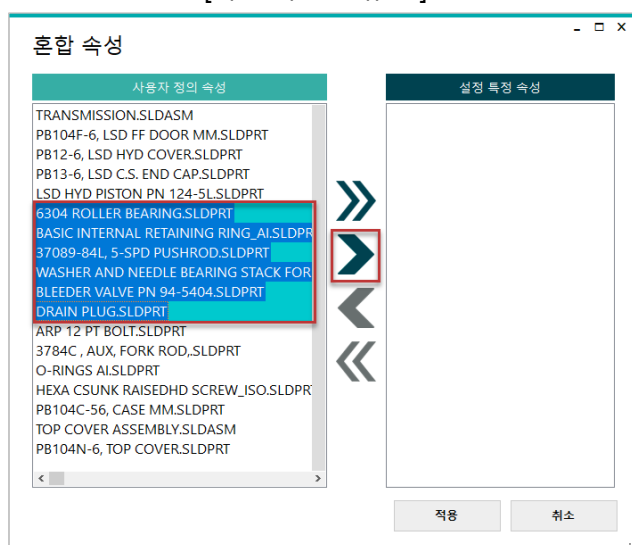 혼합 속성
사용자 정의 속성
TRANSMISSION.SLDASM
PB104F-6, LSD FF DOOR MM.SLDPRT
PB12-6, LSD HYD COVER.SLDPRT
PB13-6, LSD C.S. END CAP.SLDPRT
LSD HYD PISTON PN 124-5L.SLDPRT
6304 ROLLER BEARING.SLDPRT
BASIC INTERNAL RETAINING RING_AI.SLDPR
37089-84L, 5-SPD PUSHROD.SLDPRT
WASHER AND NEEDLE BEARING STACK FOR
BLEEDER VALVE PN 94-5404.SLDPRT
DRAIN PLUG.SLDPRT
ARP 12 PT BOLT.SLDPRT
3784C , AUX, FORK ROD,.SLDPRT
O-RINGS AI.SLDPRT
HEXA CSUNK RAISEDHD SCREW_ISO.SLDPR
PB104C-56, CASE MM.SLDPRT
TOP COVER ASSEMBLY.SLDASM
PB104N-6, TOP COVER.SLDPRT
설정 특정 속성
적용
취소